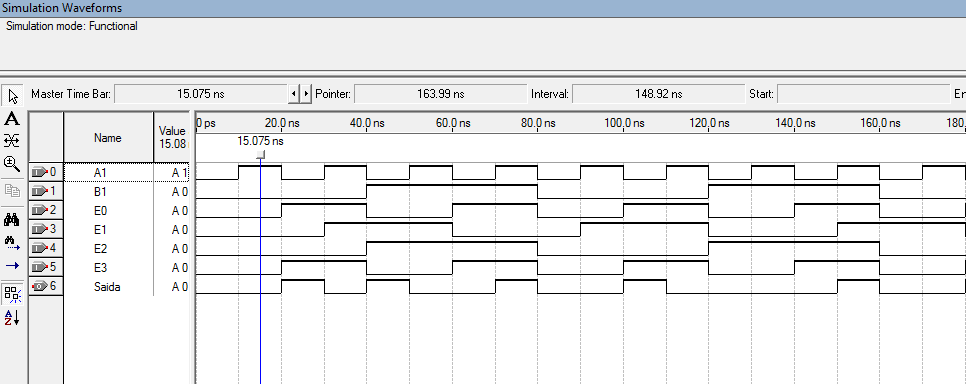 Simulation Waveforms
Simulation mode: Functional
Master Time Bar: 15.075 ns Pointer: 163.99 ns Interval: 148.92 ns Start: En
Name Value 15.08
0 ps 20.0 ns 40.0 ns 60.0 ns 80.0 ns 100.0 ns 120.0 ns 140.0 ns 160.0 ns 180.
15.075 ns
0 A1 A 1
1 B1 A 0
2 E0 A 0
3 E1 A 0
4 E2 A 0
5 E3 A 0
6 Saida A 0